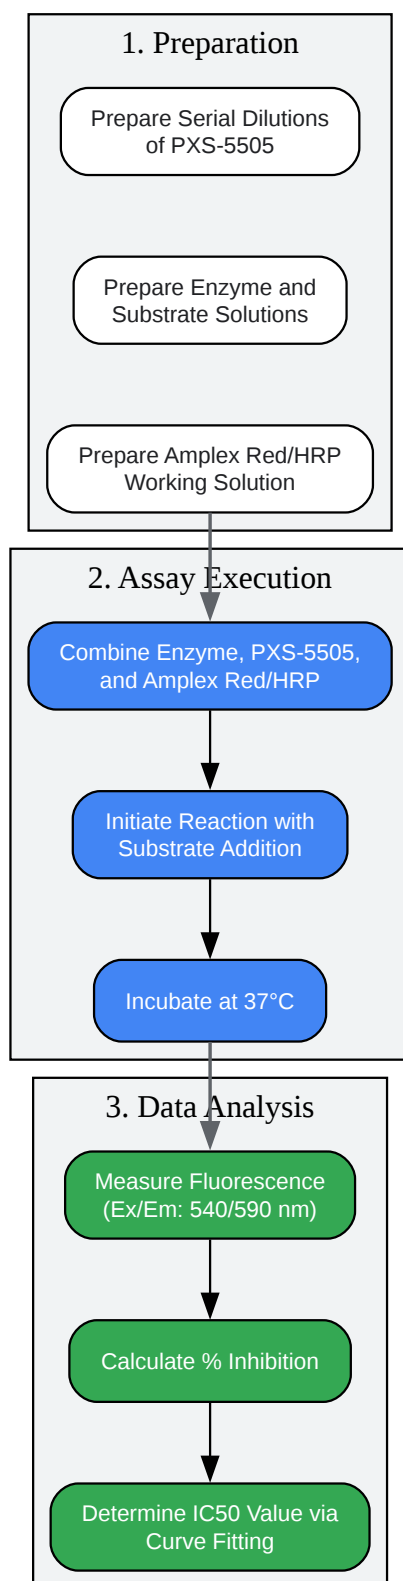 1. Preparation
Prepare Serial Dilutions
of PXS-5505
Prepare Enzyme and
Substrate Solutions
Prepare Amplex Red/HRP
Working Solution
2. Assay Execution
Combine Enzyme, PXS-5505,
and Amplex Red/HRP
Initiate Reaction with
Substrate Addition
Incubate at 37°C
3. Data Analysis
Measure Fluorescence
(Ex/Em: 540/590 nm)
Calculate % Inhibition
Determine IC50 Value via
Curve Fitting